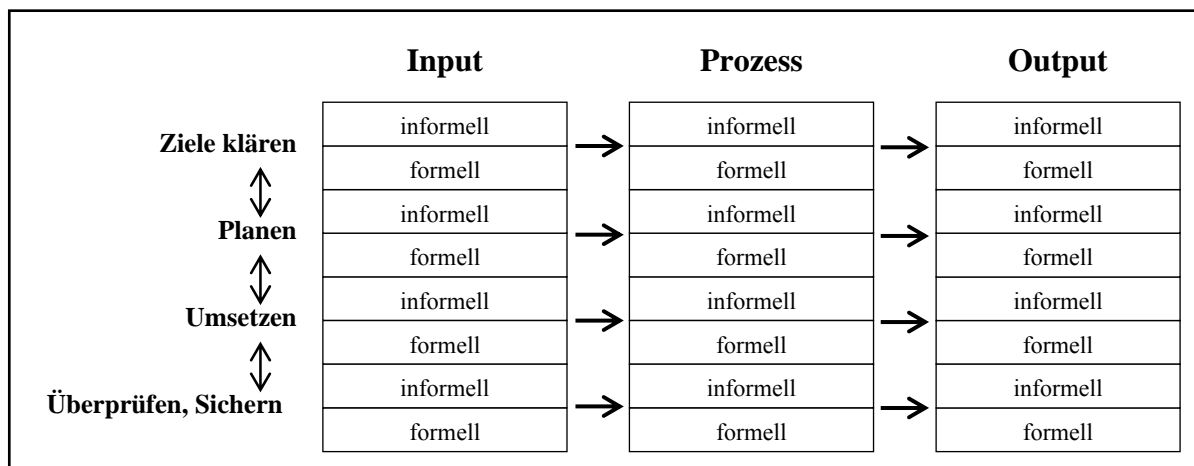 Input Prozess Output
informell informell informell
Ziele klären
formell formell formell
informell informell informell
Planen
formell formell formell
informell informell informell
Umsetzen
formell formell formell
informell informell informell
Überprüfen, Sichern
formell formell formell